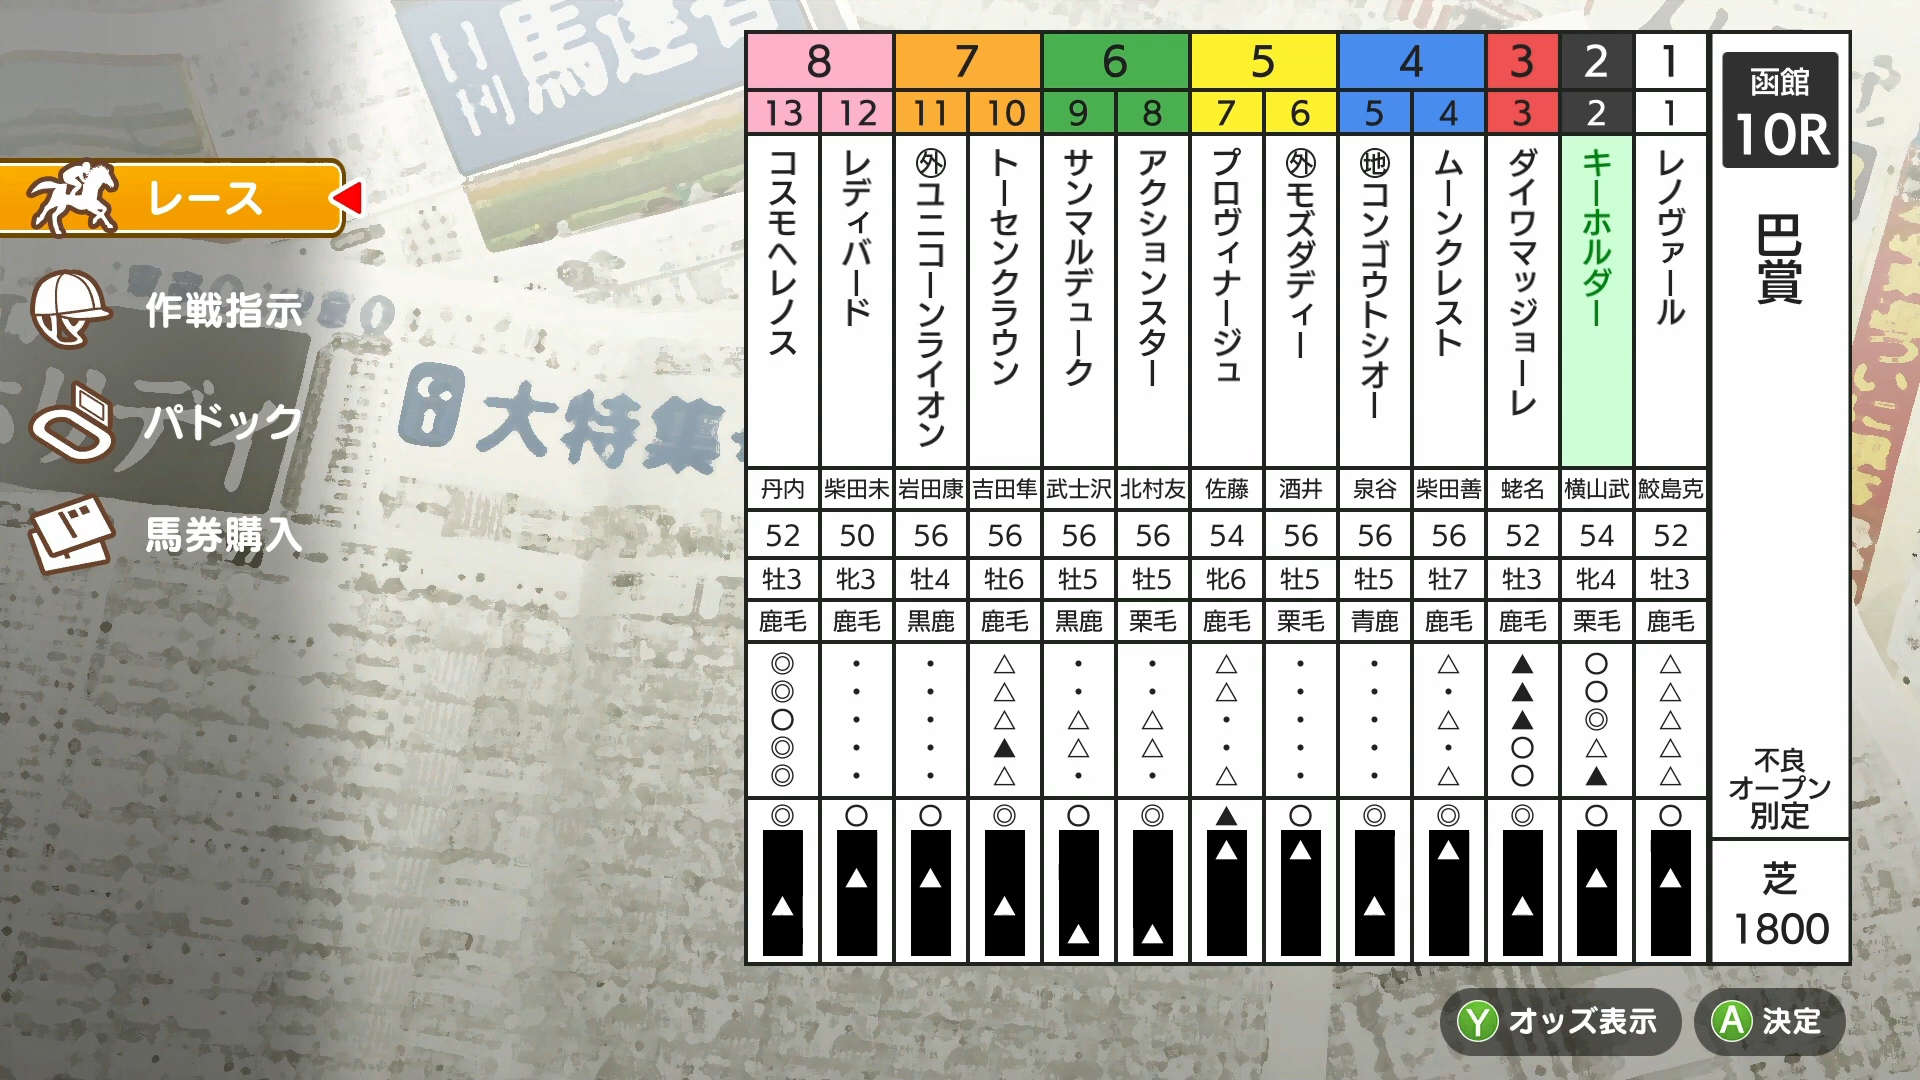 日刊 馬達者
大特集
レース
作戦指示
パドック
馬券購入
8 7 6 5 4 3 2 1
13 12 11 10 9 8 7 6 5 4 3 2 1
函館
10R
巴賞
不良
オープン
別定
芝
1800
レノヴァール
キーホルダー
ダイワマッジョーレ
ムーンクレスト
㊍コンゴウトシオー
外モズダディー
プロヴィナージュ
アクションスター
サンマルデューク
トーセンクラウン
外ユニコーンライオン
レディバード
コスモヘレノス
丹内 柴田未 岩田康 吉田隼 武士沢 北村友 佐藤 酒井 泉谷 柴田善 蛯名 横山武 鮫島克
52 50 56 56 56 56 54 56 56 56 52 54 52
牡3 牝3 牡4 牡6 牡5 牡5 牝6 牡5 牡5 牡7 牡3 牝4 牡3
鹿毛 鹿毛 黒鹿 鹿毛 黒鹿 栗毛 鹿毛 栗毛 青鹿 鹿毛 鹿毛 栗毛 鹿毛
◎ ・ ・ △ ・ ・ △ ・ ・ △ ▲ ○ △
◎ ・ ・ △ ・ ・ △ ・ ・ ・ ▲ ○ △
○ ・ ・ △ △ △ ・ ・ ・ △ ▲ ◎ △
◎ ・ ・ ▲ △ △ ・ ・ ・ ・ ○ △ △
◎ ・ ・ △ ・ ・ △ ・ ・ △ ○ ▲ △
◎ ○ ○ ◎ ○ ◎ ▲ ○ ◎ ◎ ◎ ○ ○
Y オッズ表示
A 決定